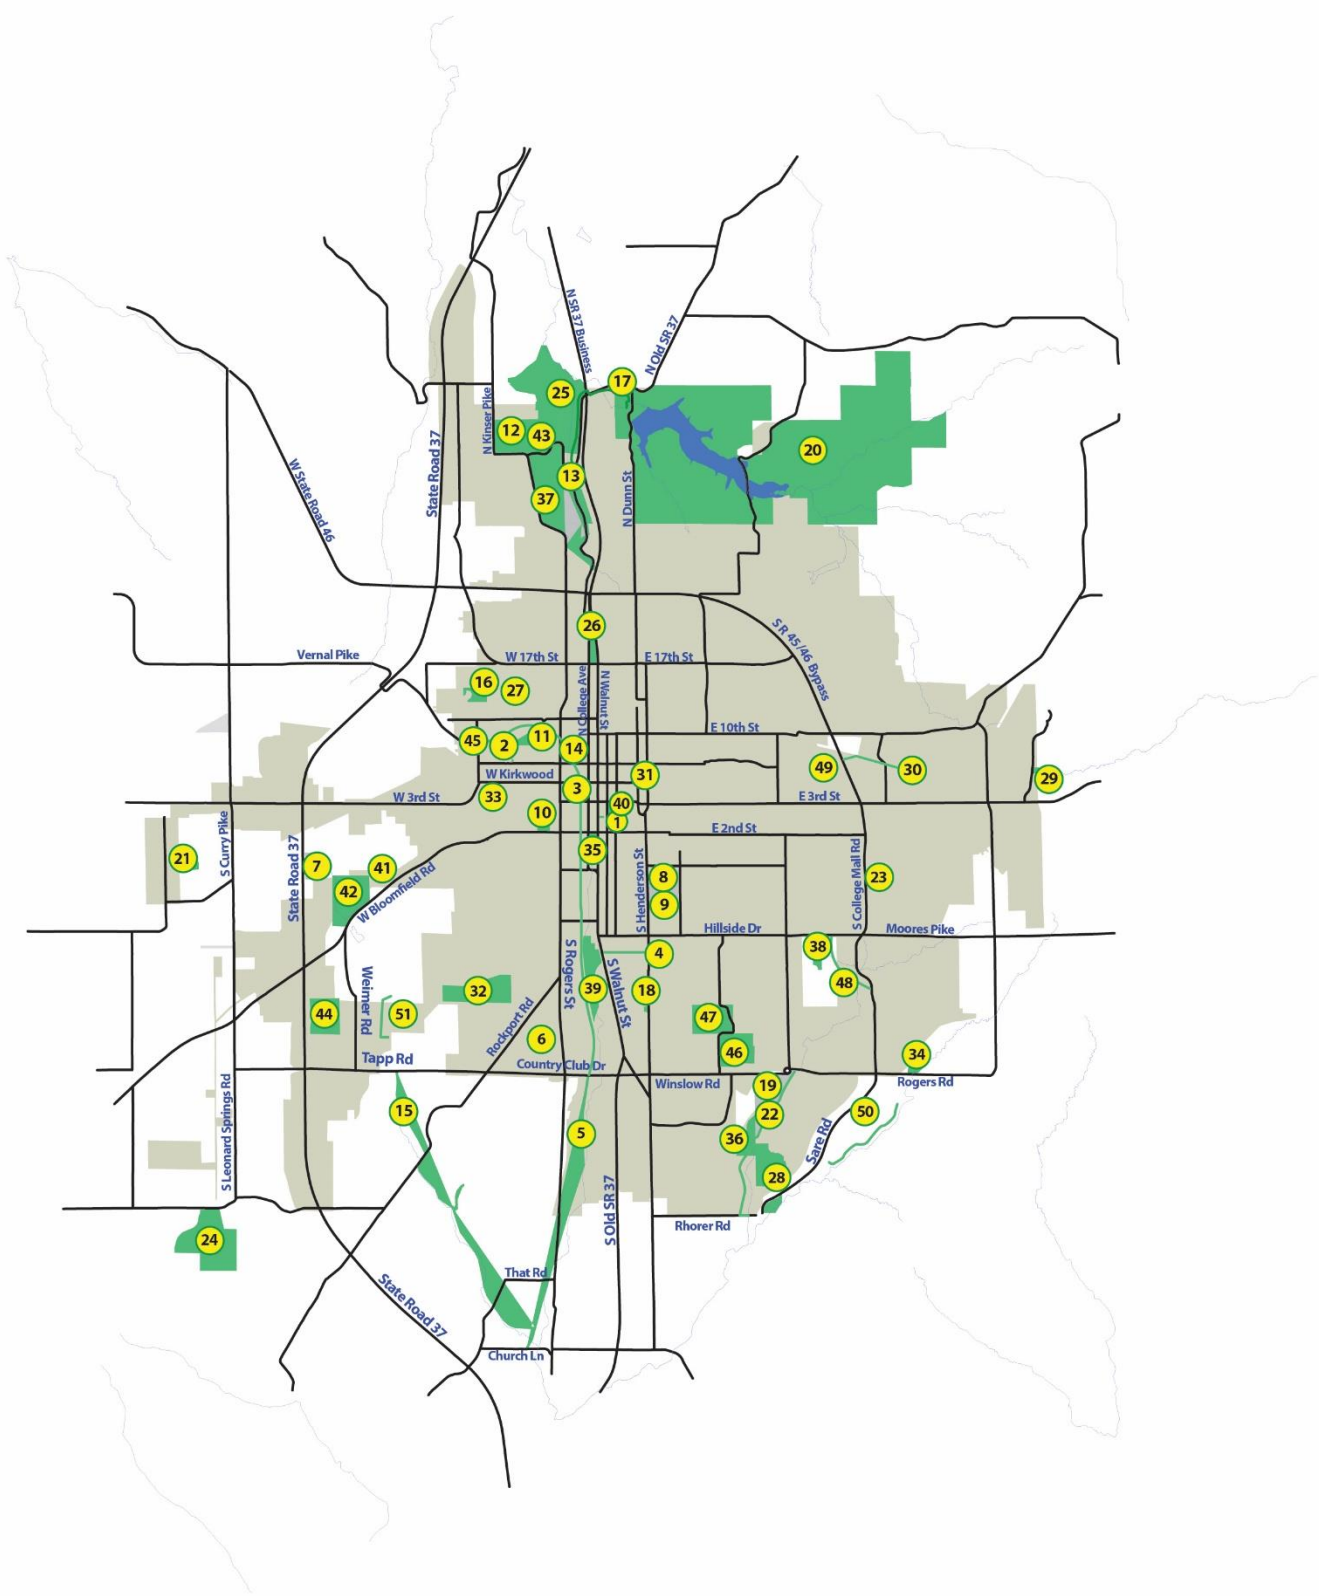 N SR 37 Business
N Old SR 37
17
25
N Kinser Pike
12
43
20
State Road 37
W State Road 46
13
37
N Dunn St
26
SR 45/46 Bypass
Vernal Pike
W 17th St
E 17th St
16
27
N College Ave
N Walnut St
E 10th St
45
2
11
14
W Kirkwood
31
49
30
29
3
33
W 3rd St
E 3rd St
40
10
1
E 2nd St
S Curry Pike
21
State Road 37
7
41
42
W Bloomfield Rd
35
S Henderson St
8
9
S College Mall Rd
23
Hillside Dr
Moores Pike
38
4
48
S Rogers St
S Walnut St
39
18
32
Weimer Rd
44
51
47
Rockport Rd
6
46
Tapp Rd
Country Club Dr
34
Winslow Rd
19
Rogers Rd
S Leonard Springs Rd
15
22
50
5
36
Sare Rd
28
S Old SR 37
Rhorer Rd
24
That Rd
State Road 37
Church Ln